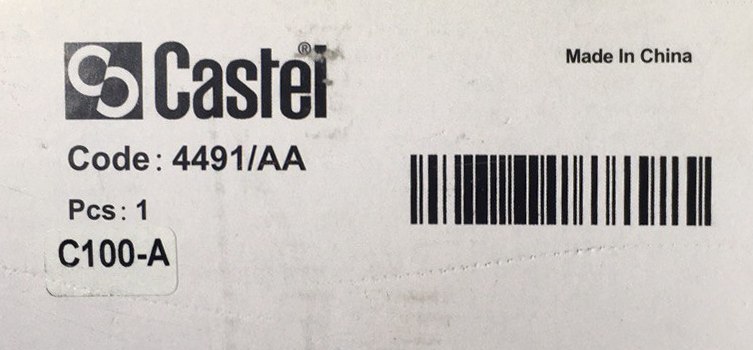 Castel®
Made In China
Code: 4491/AA
Pcs: 1
C100-A